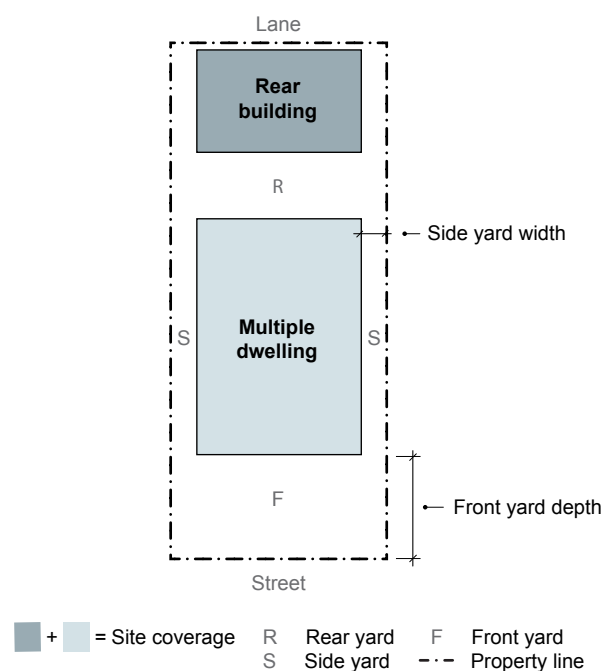 Lane
Rear
building
R
Side yard width
Multiple
dwelling
S
S
F
Front yard depth
Street
+ = Site coverage R Rear yard F Front yard
S Side yard Property line